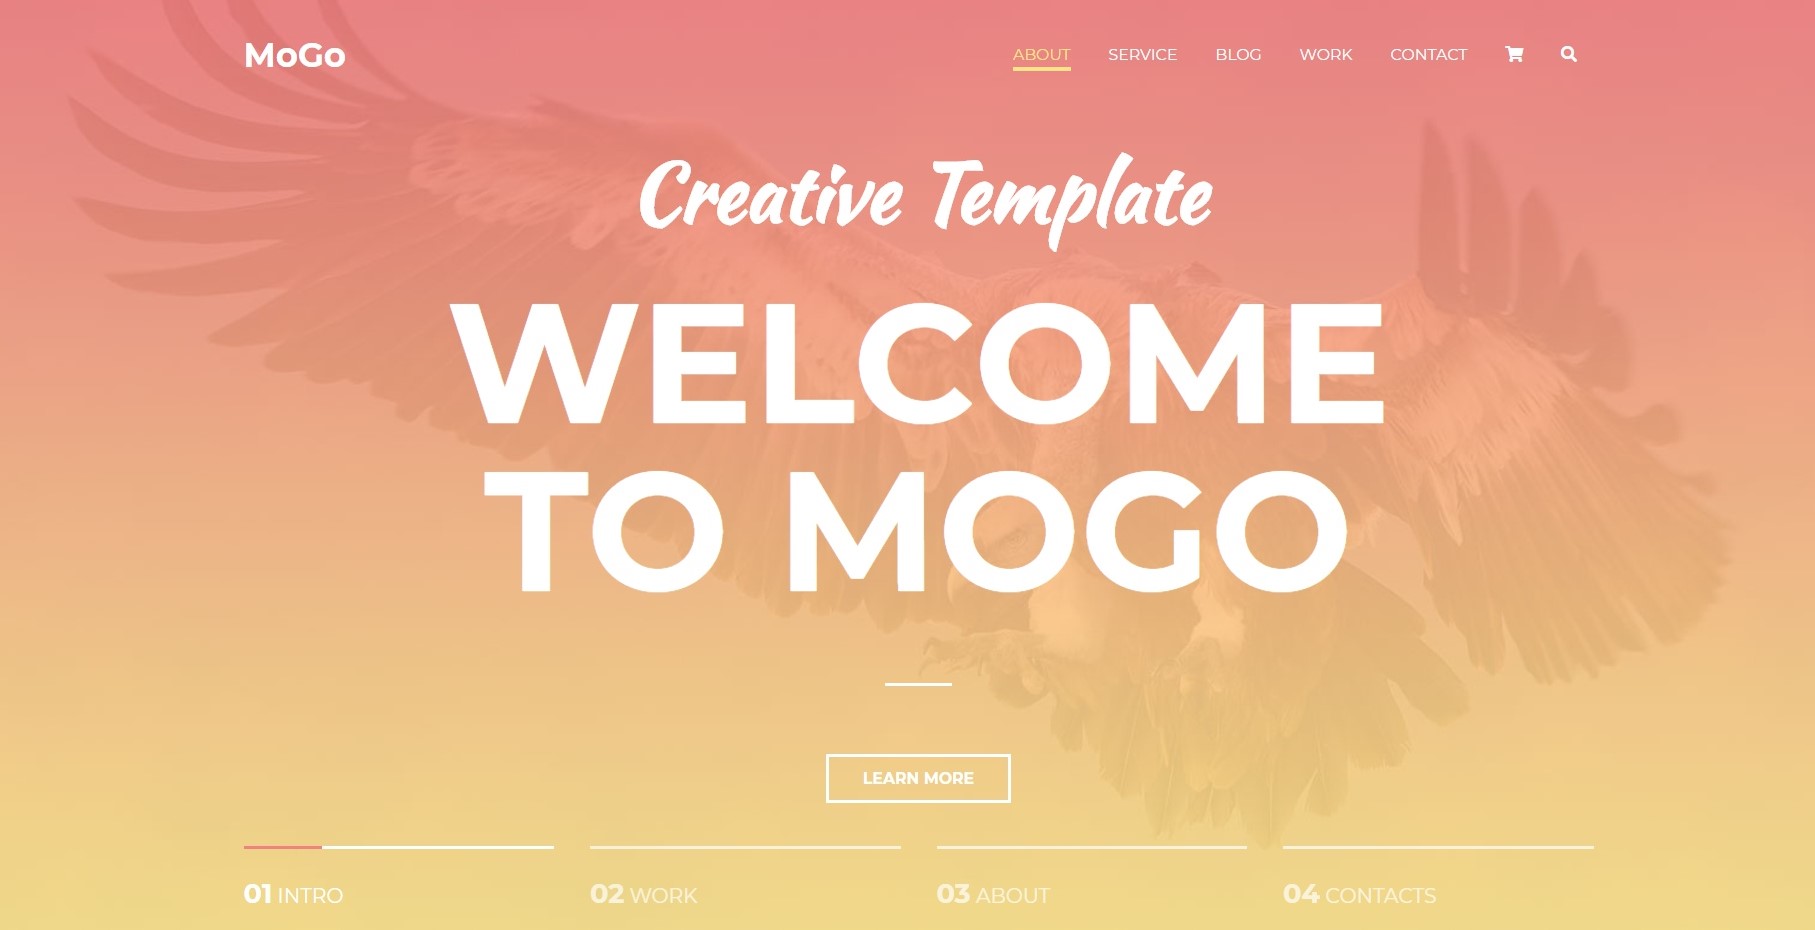 MoGo
ABOUT SERVICE BLOG WORK CONTACT
Creative Template
WELCOME
TO MOGO
LEARN MORE
01 INTRO 02 WORK 03 ABOUT 04 CONTACTS